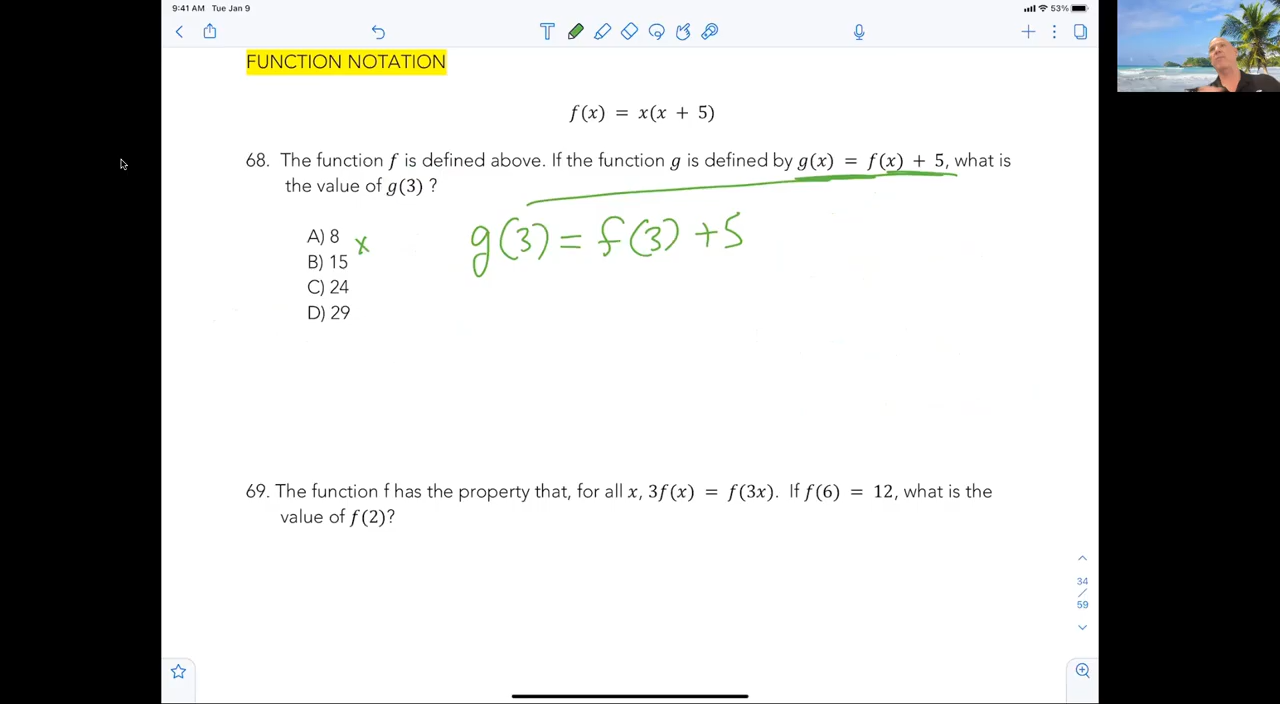 9:41 AM Tue Jan 9
53%
FUNCTION NOTATION
f(x) = x(x + 5)
68. The function f is defined above. If the function g is defined by g(x) = f(x) + 5, what is
the value of g(3) ?
A) 8 x
B) 15
C) 24
D) 29
g(3) = f(3) +5
69. The function f has the property that, for all x, 3f(x) = f(3x). If f(6) = 12, what is the
value of f(2)?
34
/
59